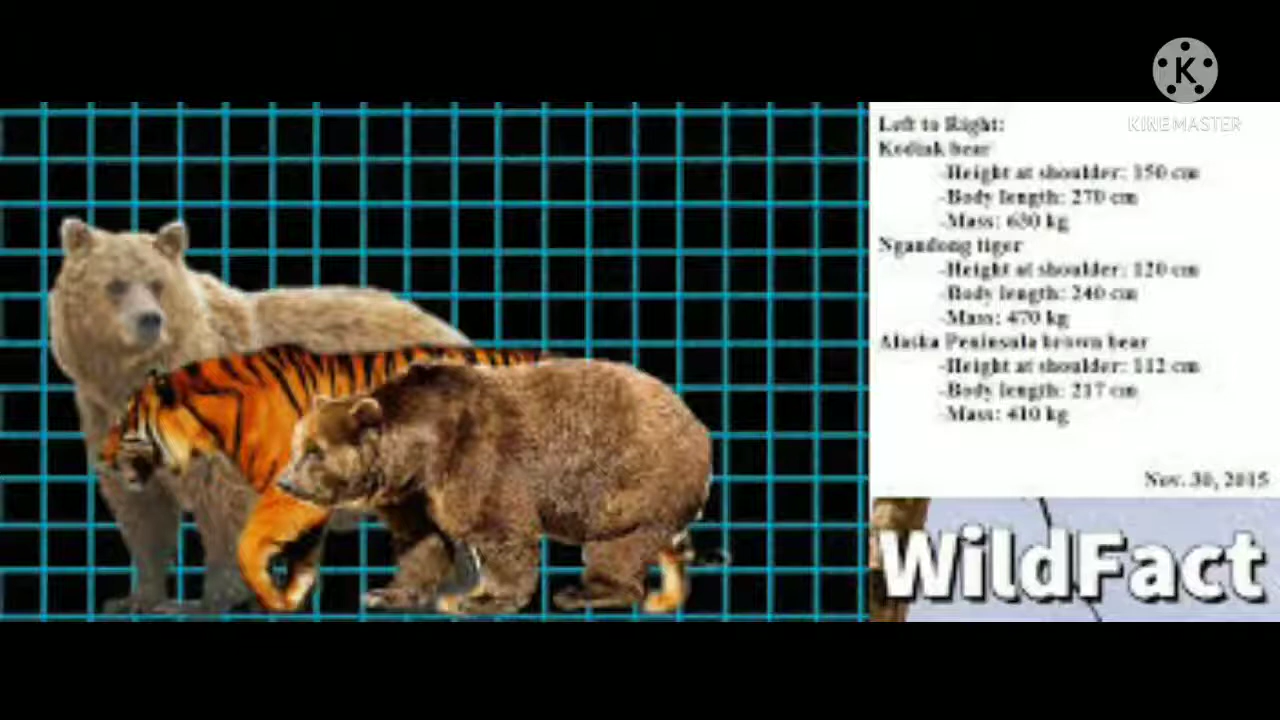 K
KINEMASTER
Left to Right:
Kodiak bear
-Height at shoulder: 150 cm
-Body length: 270 cm
-Mass: 630 kg
Ngandong tiger
-Height at shoulder: 120 cm
-Body length: 240 cm
-Mass: 470 kg
Alaska Peninsula brown bear
-Height at shoulder: 112 cm
-Body length: 217 cm
-Mass: 410 kg
Nov. 30, 2015
WildFact